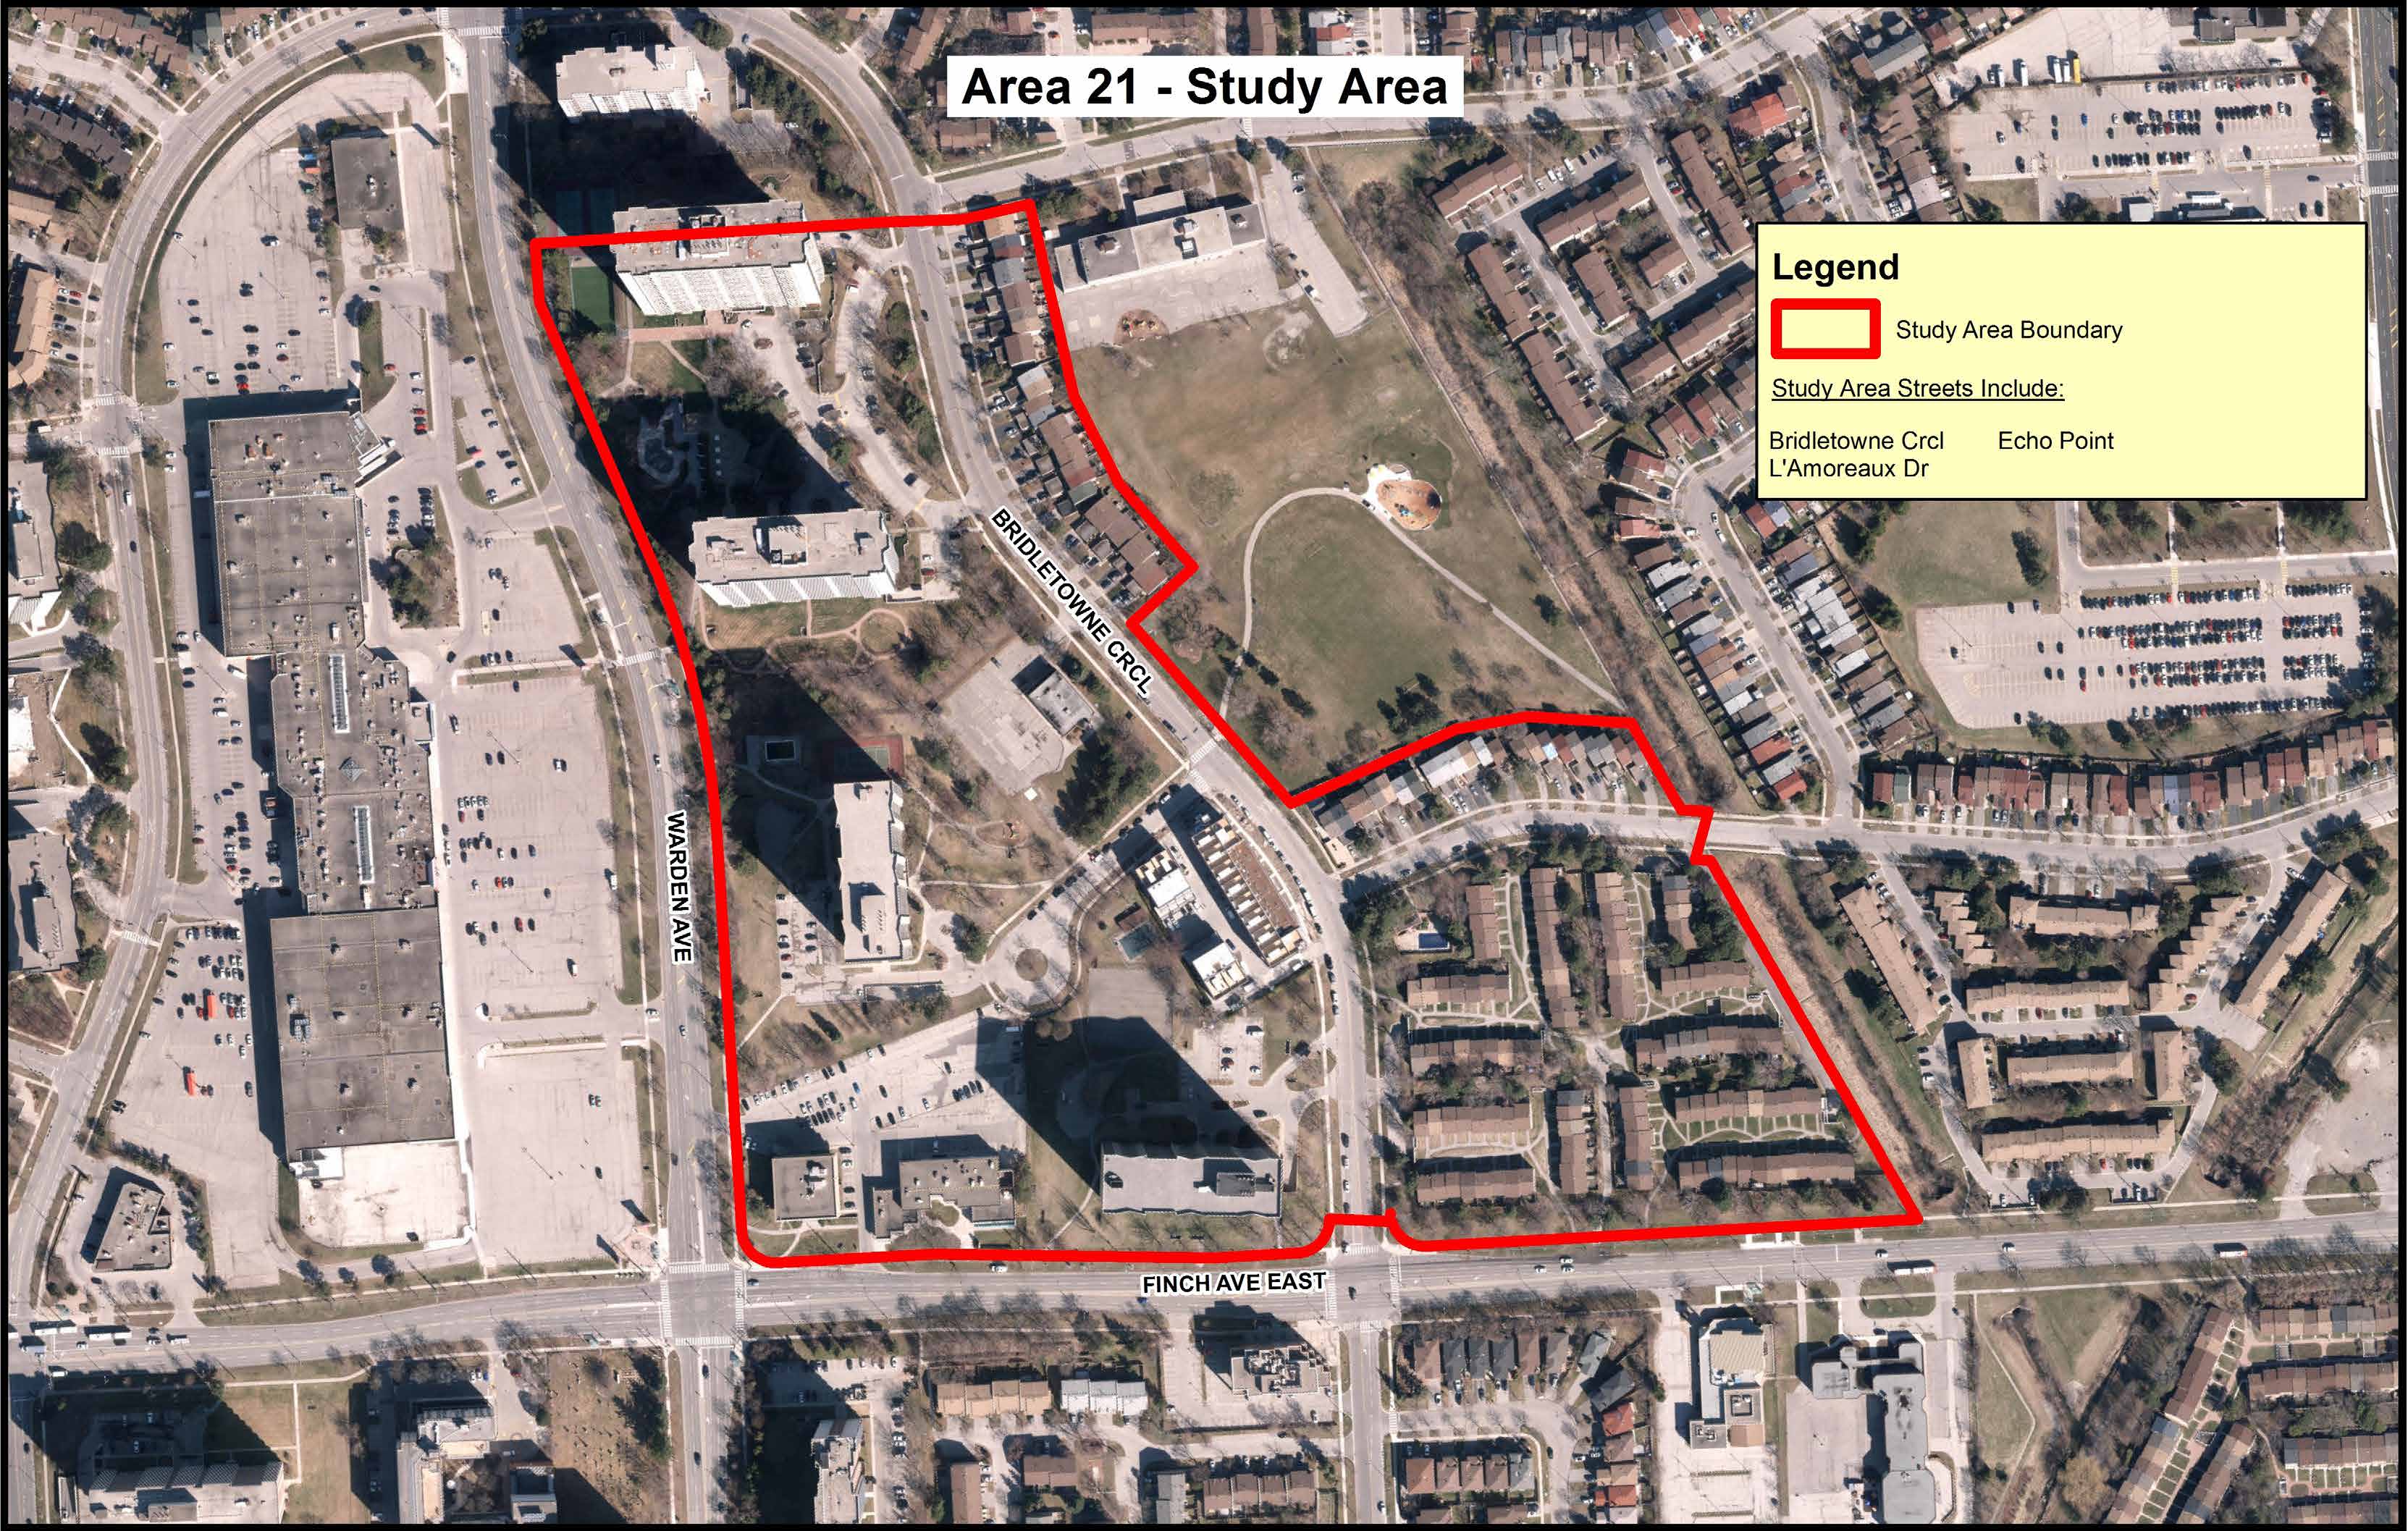 Area 21 - Study Area
Legend
Study Area Boundary
Study Area Streets Include:
Bridletowne Crcl Echo Point
L'Amoreaux Dr
BRIDLETOWNE CRCL
WARDEN AVE
FINCH AVE EAST